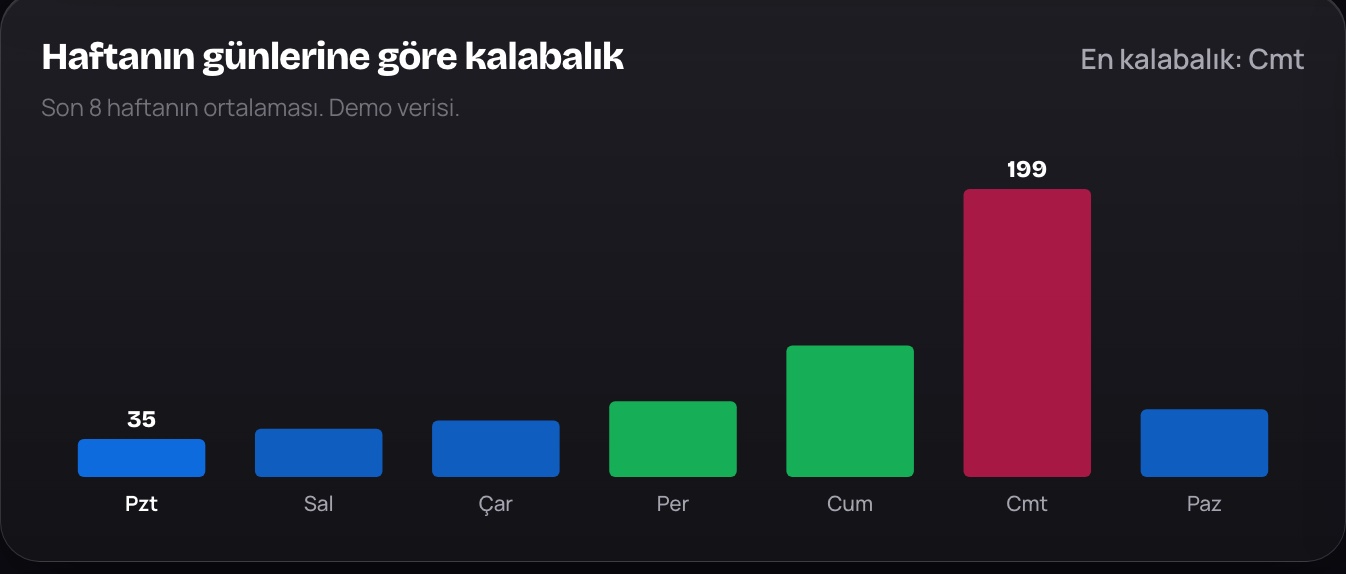 Haftanın günlerine göre kalabalık
En kalabalık: Cmt
Son 8 haftanın ortalaması. Demo verisi.
199
35
Pzt Sal Çar Per Cum Cmt Paz